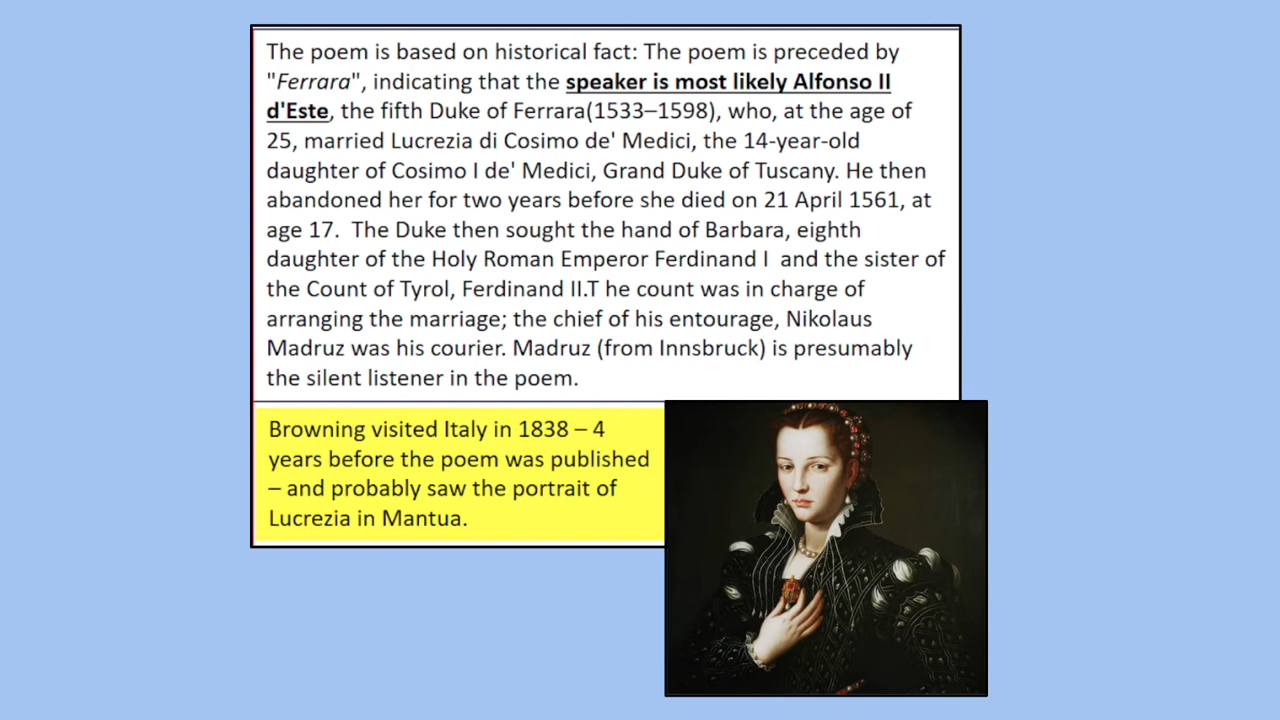 The poem is based on historical fact: The poem is preceded by
"Ferrara", indicating that the speaker is most likely Alfonso II
d'Este, the fifth Duke of Ferrara(1533–1598), who, at the age of
25, married Lucrezia di Cosimo de' Medici, the 14-year-old
daughter of Cosimo I de' Medici, Grand Duke of Tuscany. He then
abandoned her for two years before she died on 21 April 1561, at
age 17.  The Duke then sought the hand of Barbara, eighth
daughter of the Holy Roman Emperor Ferdinand I  and the sister of
the Count of Tyrol, Ferdinand II.T he count was in charge of
arranging the marriage; the chief of his entourage, Nikolaus
Madruz was his courier. Madruz (from Innsbruck) is presumably
the silent listener in the poem.
Browning visited Italy in 1838 – 4
years before the poem was published
– and probably saw the portrait of
Lucrezia in Mantua.